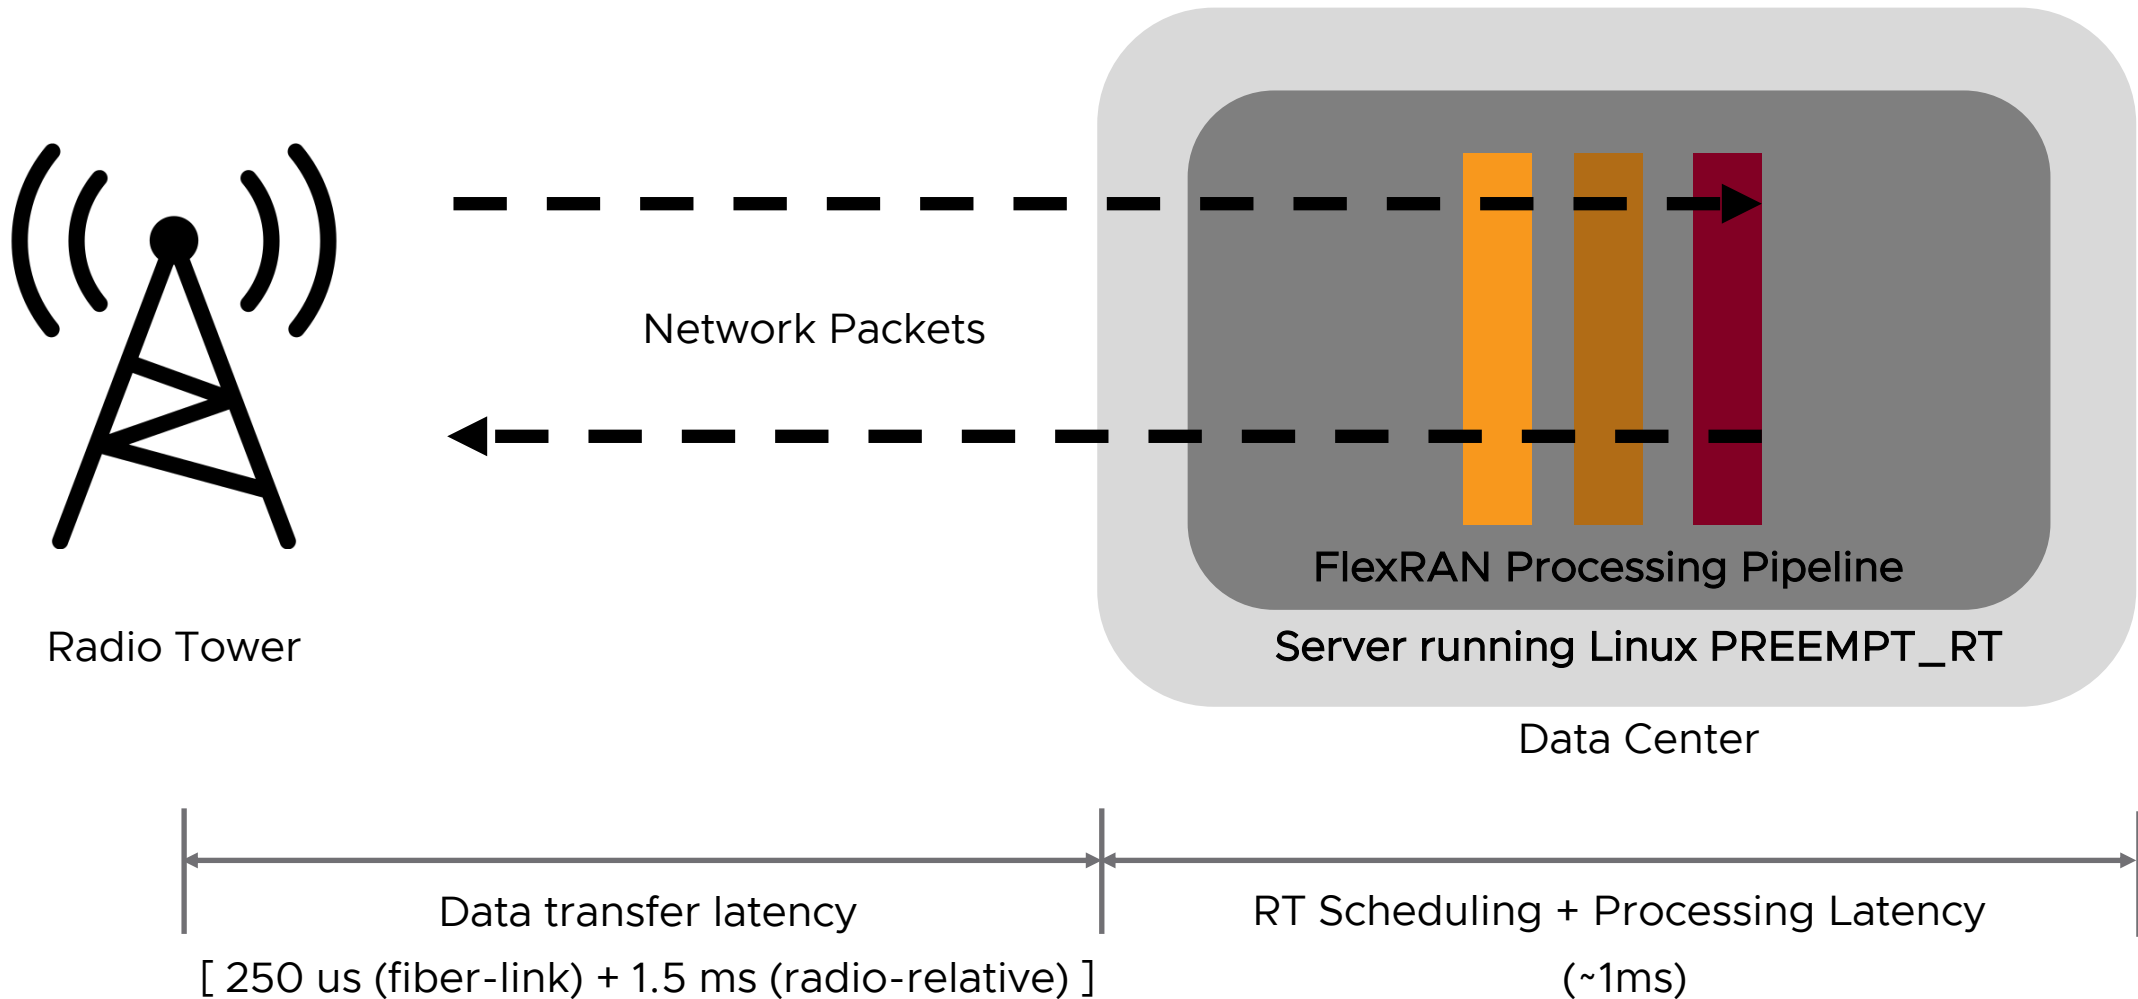 Network Packets
FlexRAN Processing Pipeline
Radio Tower
Server running Linux PREEMPT_RT
Data Center
Data transfer latency
[ 250 us (fiber-link) + 1.5 ms (radio-relative) ]
RT Scheduling + Processing Latency
(~1ms)